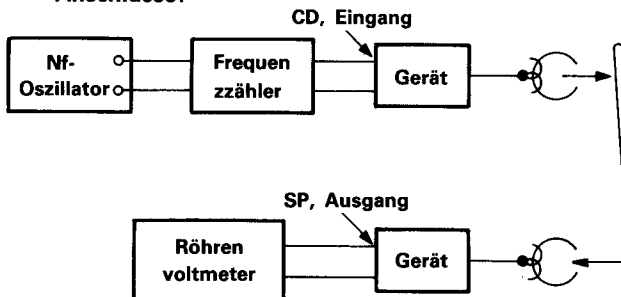 Anschlüsse:
CD, Eingang
Nf-
Oszillator
Frequen
zzähler
Gerät
SP, Ausgang
Röhren
voltmeter
Gerät